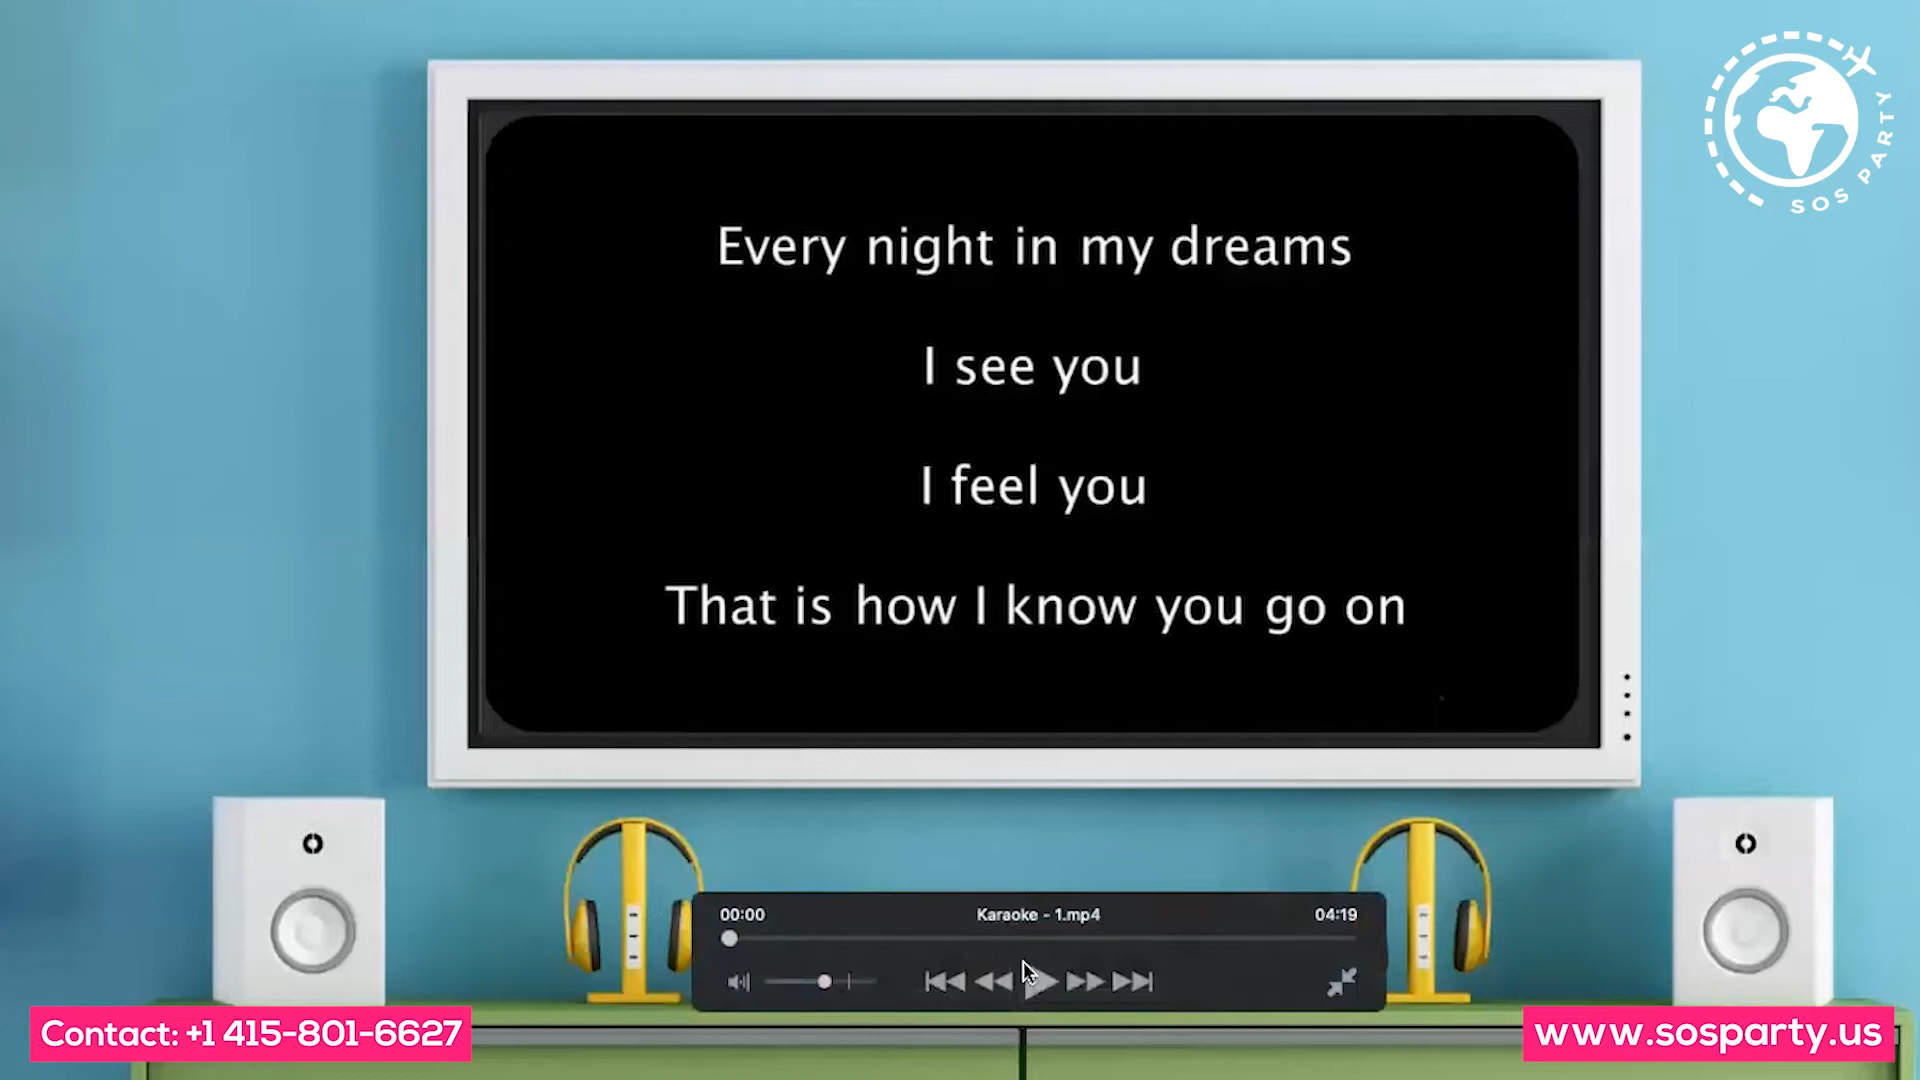 SOS PARTY
Every night in my dreams
I see you
I feel you
That is how I know you go on
00:00
Karaoke - 1.mp4
04:19
Contact: +1 415-801-6627
www.sosparty.us